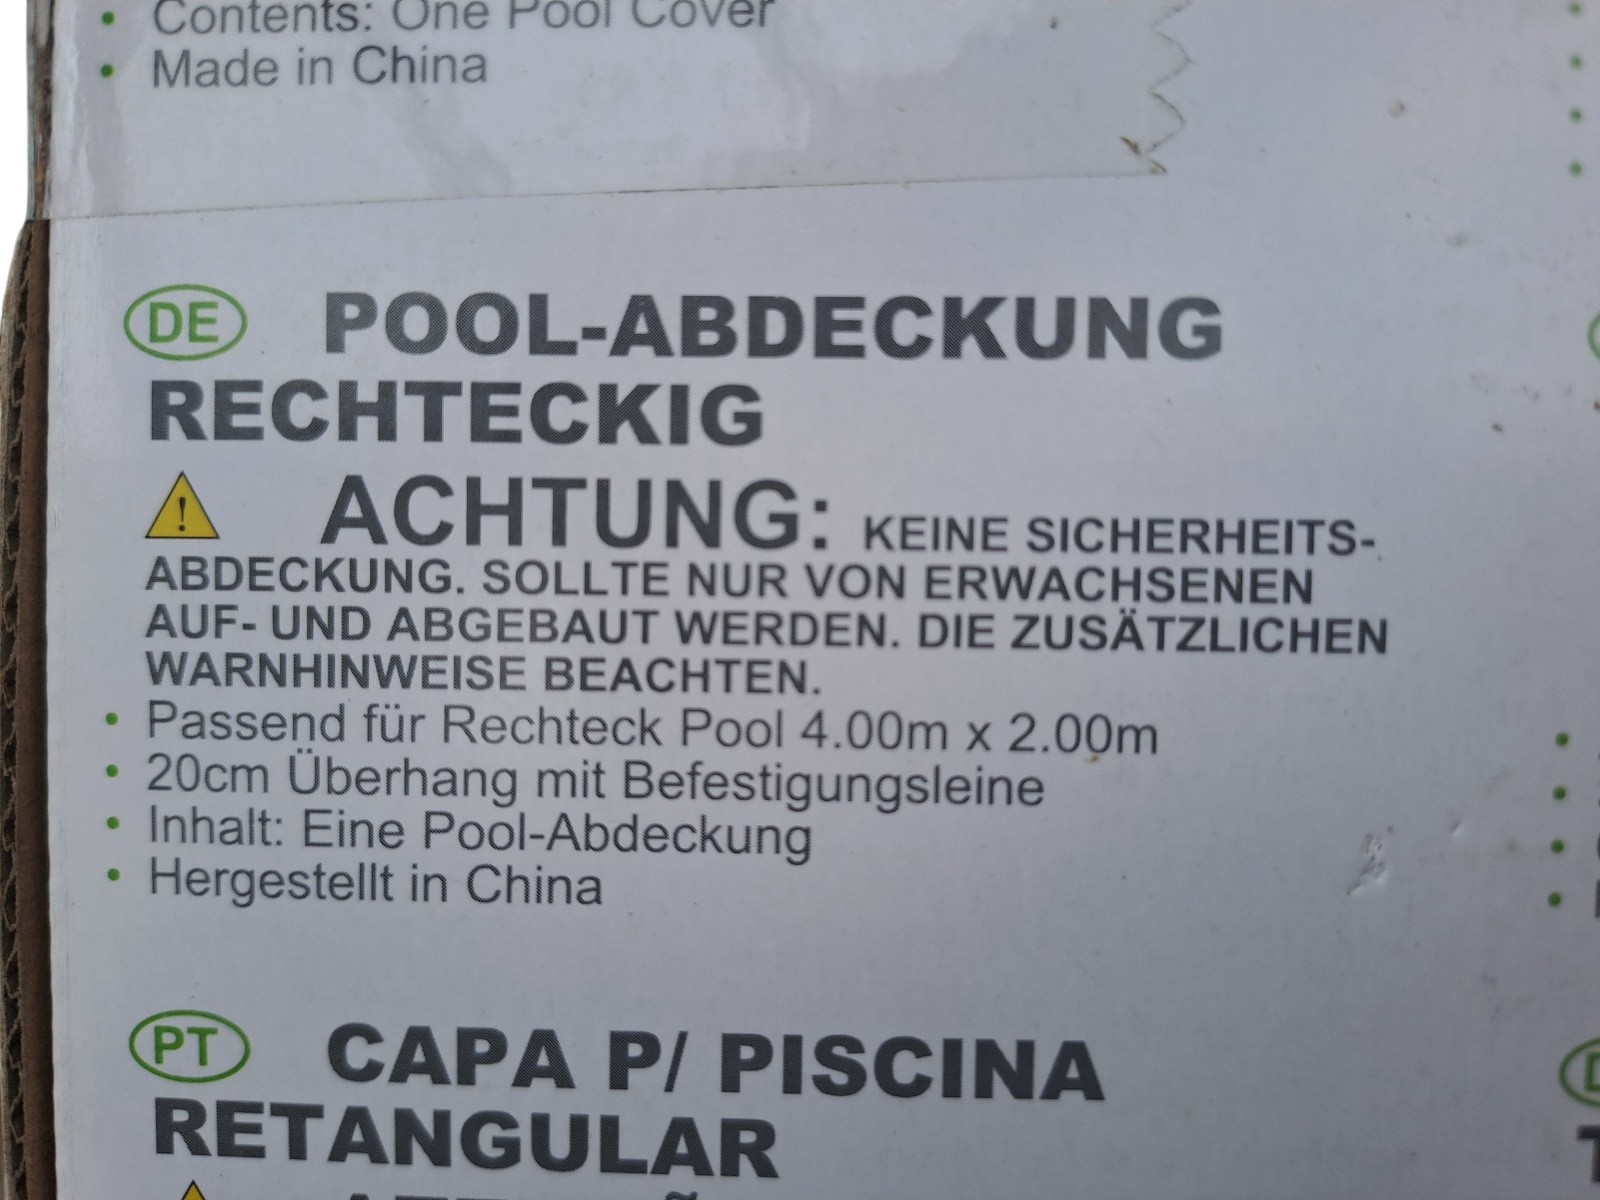 Contents: One Pool Cover
• Made in China
DE POOL-ABDECKUNG
RECHTECKIG
ACHTUNG: KEINE SICHERHEITS-
ABDECKUNG. SOLLTE NUR VON ERWACHSENEN
AUF- UND ABGEBAUT WERDEN. DIE ZUSÄTZLICHEN
WARNHINWEISE BEACHTEN.
• Passend für Rechteck Pool 4.00m x 2.00m
• 20cm Überhang mit Befestigungsleine
• Inhalt: Eine Pool-Abdeckung
• Hergestellt in China
PT CAPA P/ PISCINA
RETANGULAR